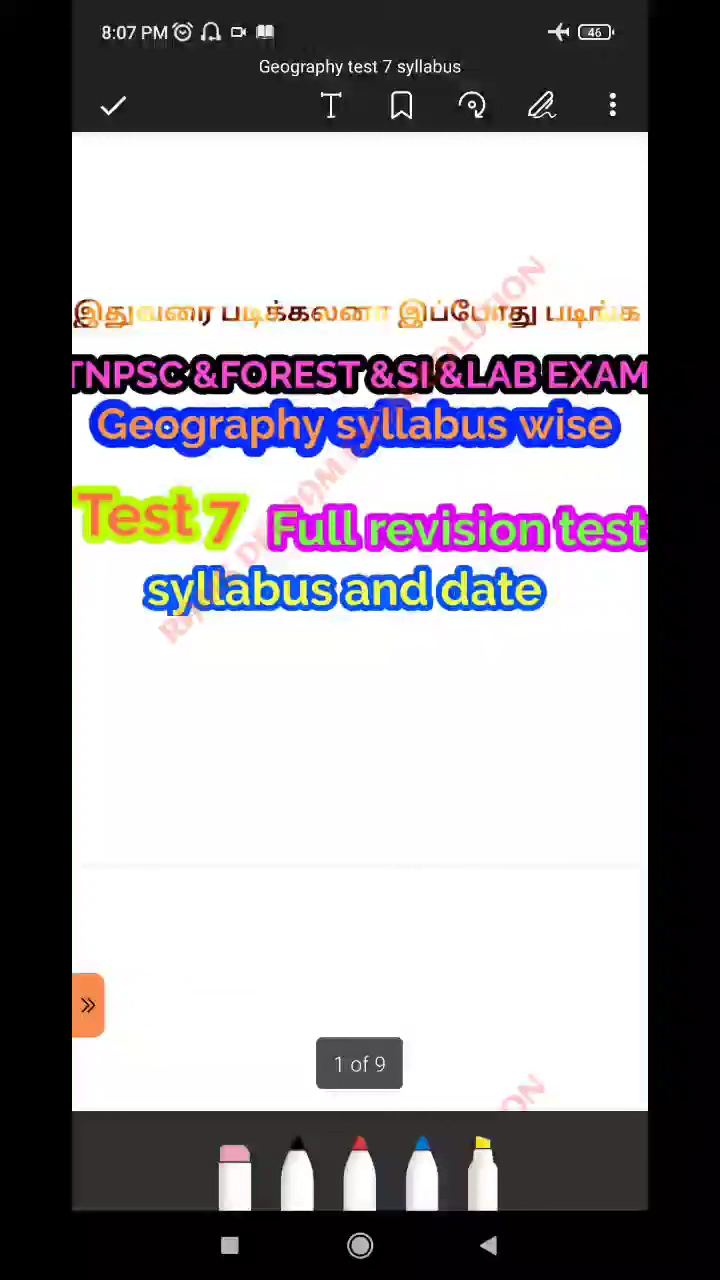 8:07 PM 46
Geography test 7 syllabus
T
இதுவரை படிக்கலனா இப்போது படிங்க
TNPSC &FOREST &SI &LAB EXAM
Geography syllabus wise
Test 7 Full revision test
syllabus and date
1 of 9